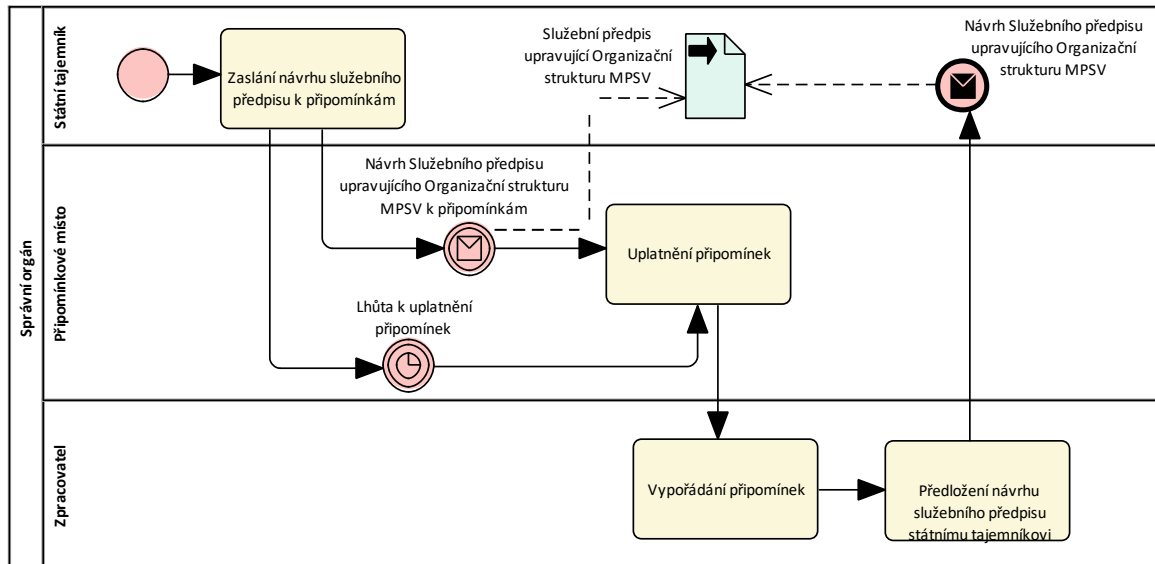 Správní orgán
Státní tajemník
Zaslání návrhu služebního
předpisu k připomínkám
Služební předpis
upravující Organizační
strukturu MPSV
Návrh Služebního předpisu
upravujícího Organizační
strukturu MPSV
Připomínkové místo
Návrh Služebního předpisu
upravujícího Organizační strukturu
MPSV k připomínkám
Uplatnění připomínek
Lhůta k uplatnění
připomínek
Zpracovatel
Vypořádání připomínek
Předložení návrhu
služebního předpisu
státnímu tajemníkovi